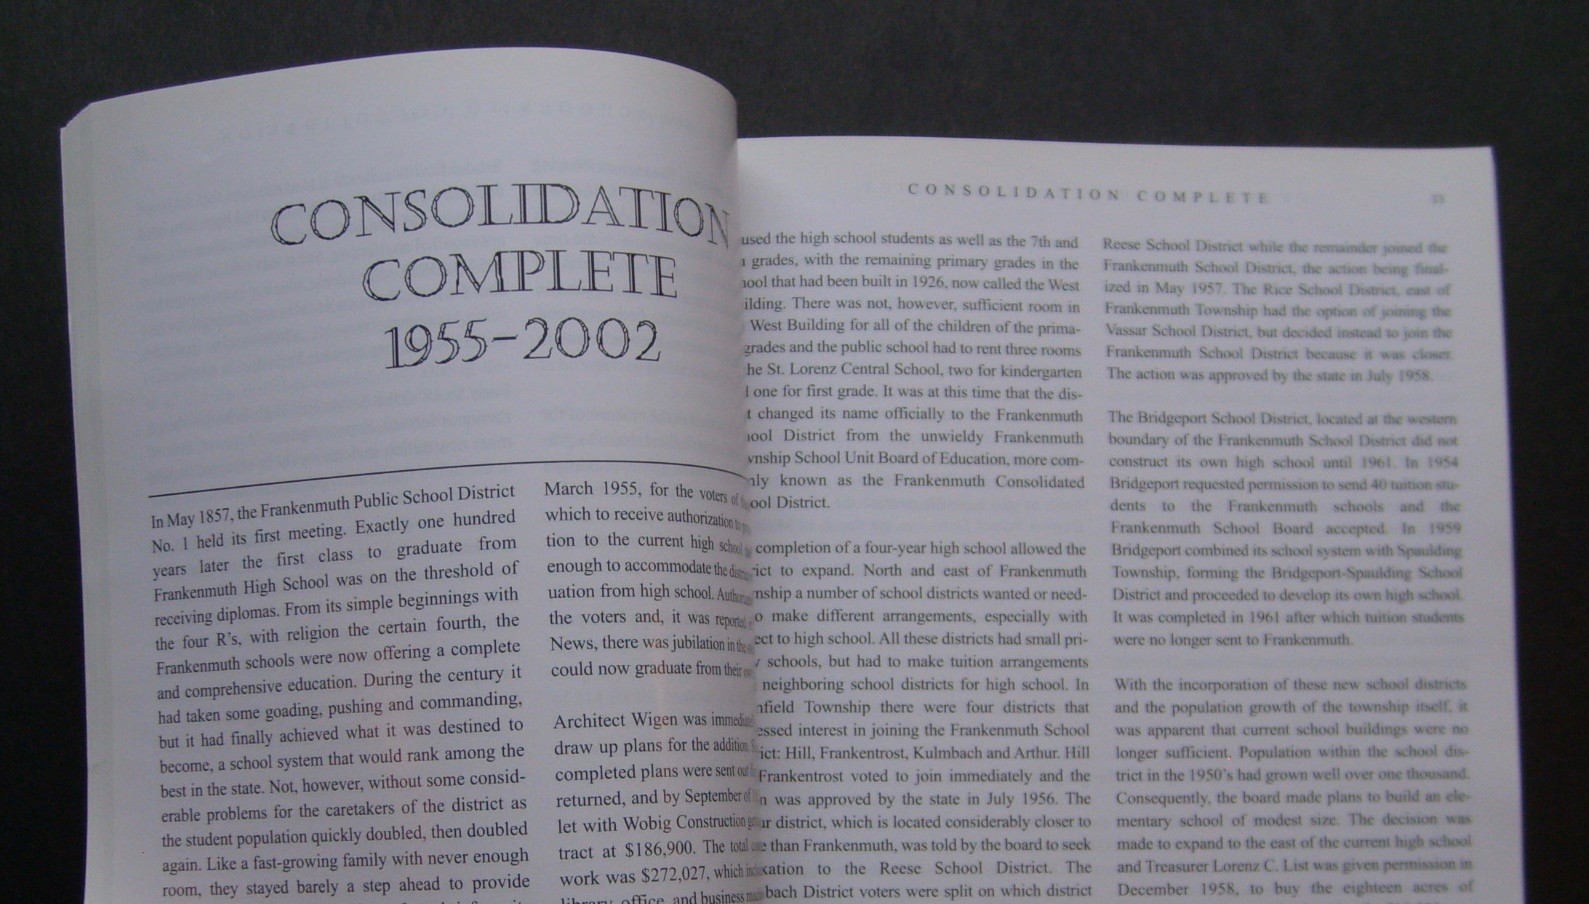 CONSOLIDATION
COMPLETE
1955-2002
In May 1857, the Frankenmuth Public School District
No. 1 held its first meeting. Exactly one hundred
years later the first class to graduate from
Frankenmuth High School was on the threshold of
receiving diplomas. From its simple beginnings with
the four R's, with religion the certain fourth, the
Frankenmuth schools were now offering a complete
and comprehensive education. During the century it
had taken some goading, pushing and commanding,
but it had finally achieved what it was destined to
become, a school system that would rank among the
best in the state. Not, however, without some consid-
erable problems for the caretakers of the district as
the student population quickly doubled, then doubled
again. Like a fast-growing family with never enough
room, they stayed barely a step ahead to provide
March 1955, for the voters of
which to receive authorization
tion to the current high school
enough to accommodate the
uation from high school.
the voters and, it was reported
News, there was jubilation in the
could now graduate from their
Architect Wigen was
draw up plans for the addition.
completed plans were sent out
returned, and by September of
let with Wobig Construction
tract at $186,900. The total
work was $272,027, which
library, office, and business
CONSOLIDATION COMPLETE
used the high school students as well as the 7th and
grades, with the remaining primary grades in the
ool that had been built in 1926, now called the West
ilding. There was not, however, sufficient room in
West Building for all of the children of the prima-
grades and the public school had to rent three rooms
he St. Lorenz Central School, two for kindergarten
one for first grade. It was at this time that the dis-
t changed its name officially to the Frankenmuth
ool District from the unwieldy Frankenmuth
wnship School Unit Board of Education, more com-
nly known as the Frankenmuth Consolidated
ool District.
completion of a four-year high school allowed the
ict to expand. North and east of Frankenmuth
nship a number of school districts wanted or need-
o make different arrangements, especially with
ect to high school. All these districts had small pri-
y schools, but had to make tuition arrangements
neighboring school districts for high school. In
nfield Township there were four districts that
essed interest in joining the Frankenmuth School
ict: Hill, Frankentrost, Kulmbach and Arthur. Hill
Frankentrost voted to join immediately and the
n was approved by the state in July 1956. The
ur district, which is located considerably closer to
e than Frankenmuth, was told by the board to seek
xation to the Reese School District. The
bach District voters were split on which district
Reese School District while the remainder joined the
Frankenmuth School District, the action being final-
ized in May 1957. The Rice School District, east of
Frankenmuth Township had the option of joining the
Vassar School District, but decided instead to join the
Frankenmuth School District because it was closer.
The action was approved by the state in July 1958.
The Bridgeport School District, located at the western
boundary of the Frankenmuth School District did not
construct its own high school until 1961. In 1954
Bridgeport requested permission to send 40 tuition stu-
dents to the Frankenmuth schools and the
Frankenmuth School Board accepted. In 1959
Bridgeport combined its school system with Spaulding
Township, forming the Bridgeport-Spaulding School
District and proceeded to develop its own high school.
It was completed in 1961 after which tuition students
were no longer sent to Frankenmuth.
With the incorporation of these new school districts
and the population growth of the township itself, it
was apparent that current school buildings were no
longer sufficient. Population within the school dis-
trict in the 1950's had grown well over one thousand.
Consequently, the board made plans to build an ele-
mentary school of modest size. The decision was
made to expand to the east of the current high school
and Treasurer Lorenz C. List was given permission in
December 1958, to buy the eighteen acres of